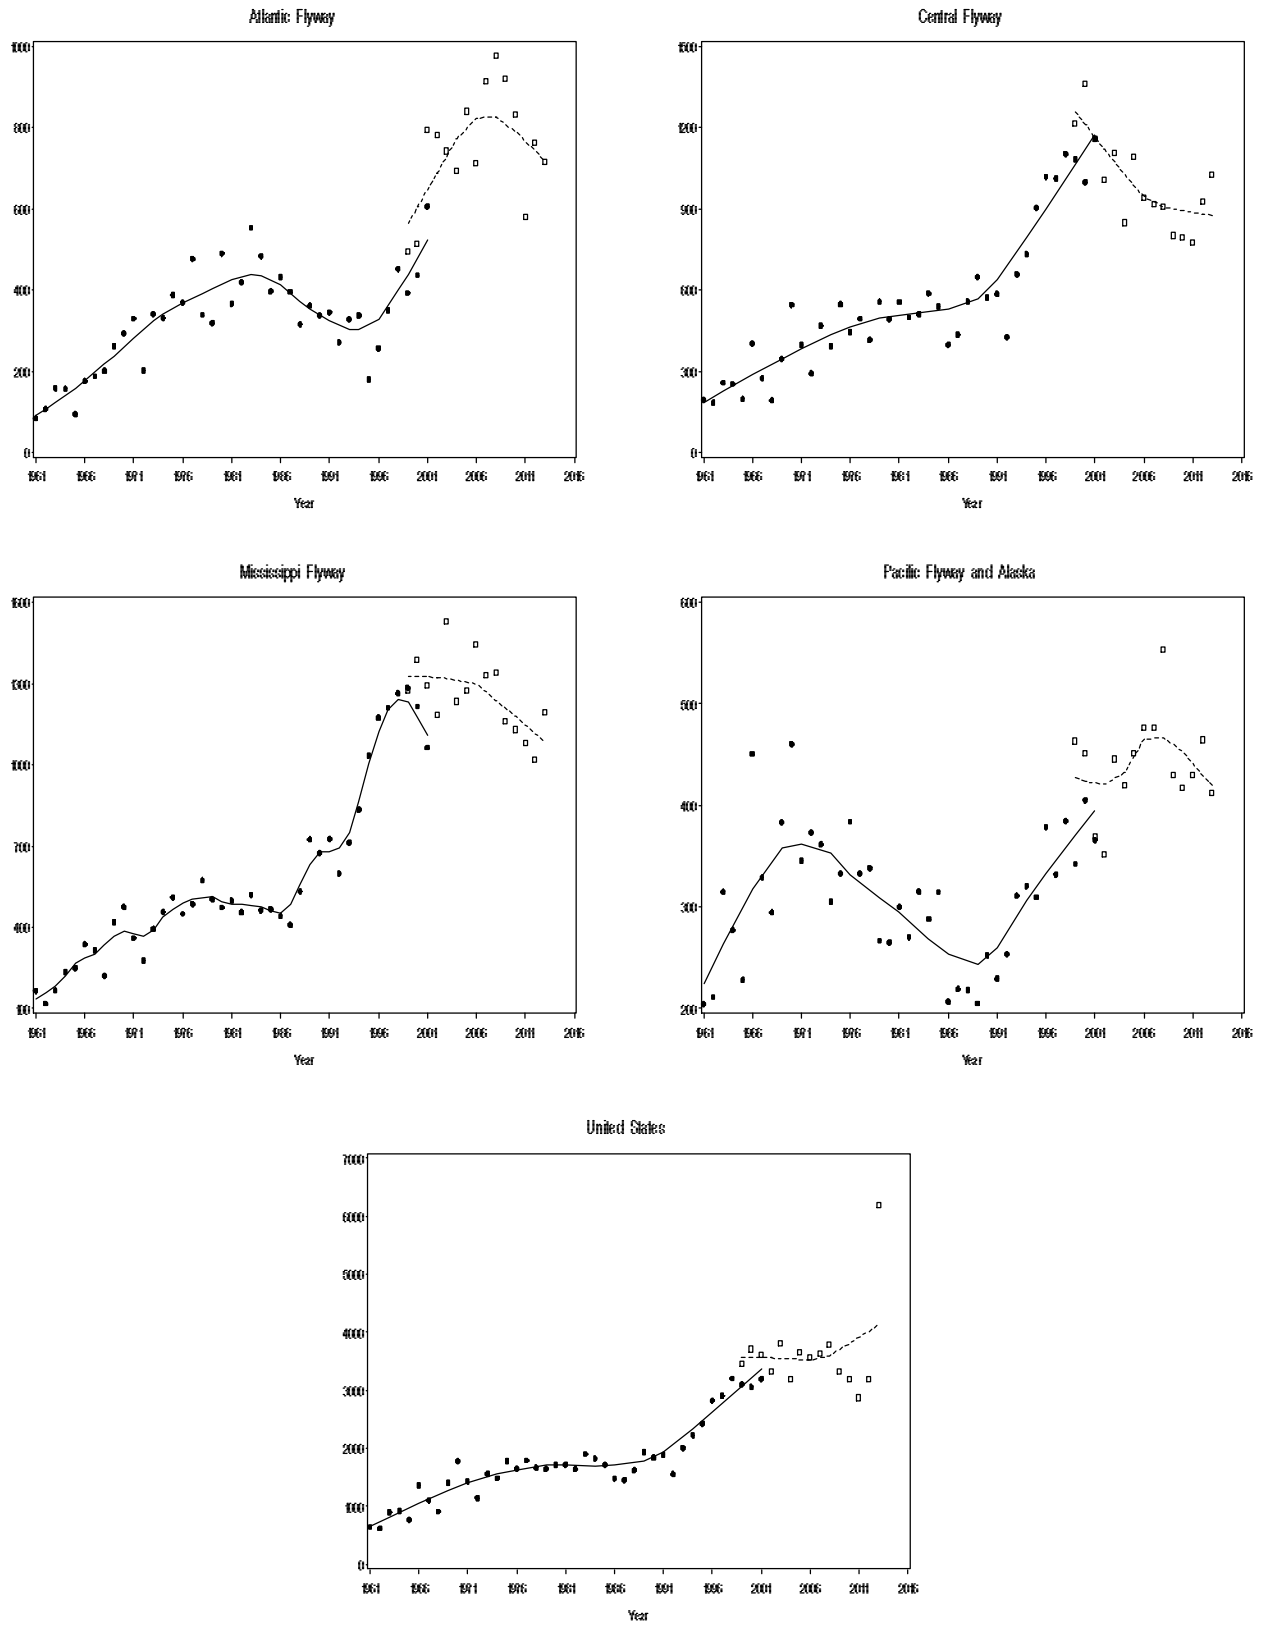 Atlantic Flyway
1000
800
600
400
200
0
1961 1966 1971 1976 1981 1986 1991 1996 2001 2006 2011 2016
Year
Central Flyway
1500
1200
900
600
300
0
1961 1966 1971 1976 1981 1986 1991 1996 2001 2006 2011 2016
Year
Mississippi Flyway
1600
1300
1000
700
400
100
1961 1966 1971 1976 1981 1986 1991 1996 2001 2006 2011 2016
Year
Pacific Flyway and Alaska
600
500
400
300
200
1961 1966 1971 1976 1981 1986 1991 1996 2001 2006 2011 2016
Year
United States
7000
6000
5000
4000
3000
2000
1000
0
1961 1966 1971 1976 1981 1986 1991 1996 2001 2006 2011 2016
Year